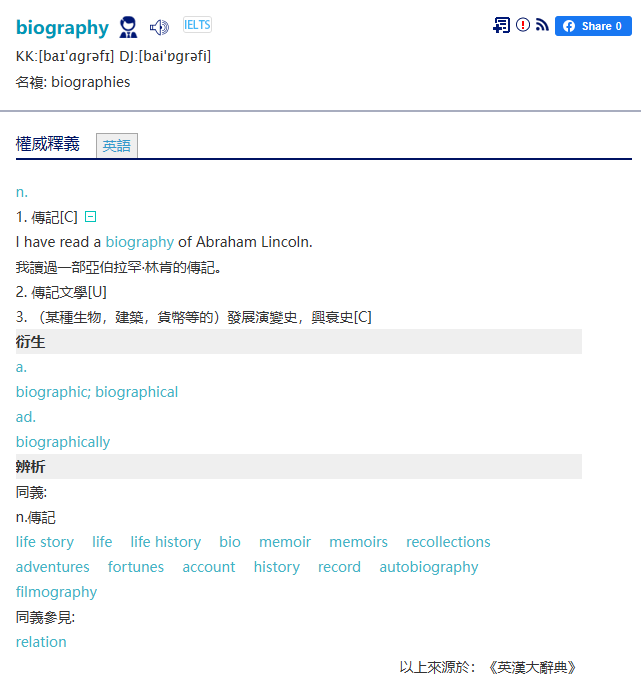 biography IELTS Share 0
KK:[baɪˈɑgrəfɪ] DJ:[baiˈɒgrəfi]
名複: biographies
權威釋義 英語
n.
1. 傳記[C]
I have read a biography of Abraham Lincoln.
我讀過一部亞伯拉罕·林肯的傳記。
2. 傳記文學[U]
3. （某種生物，建築，貨幣等的）發展演變史，興衰史[C]
衍生
a.
biographic; biographical
ad.
biographically
辨析
同義:
n.傳記
life story life life history bio memoir memoirs recollections
adventures fortunes account history record autobiography
filmography
同義參見:
relation
以上來源於：《英漢大辭典》